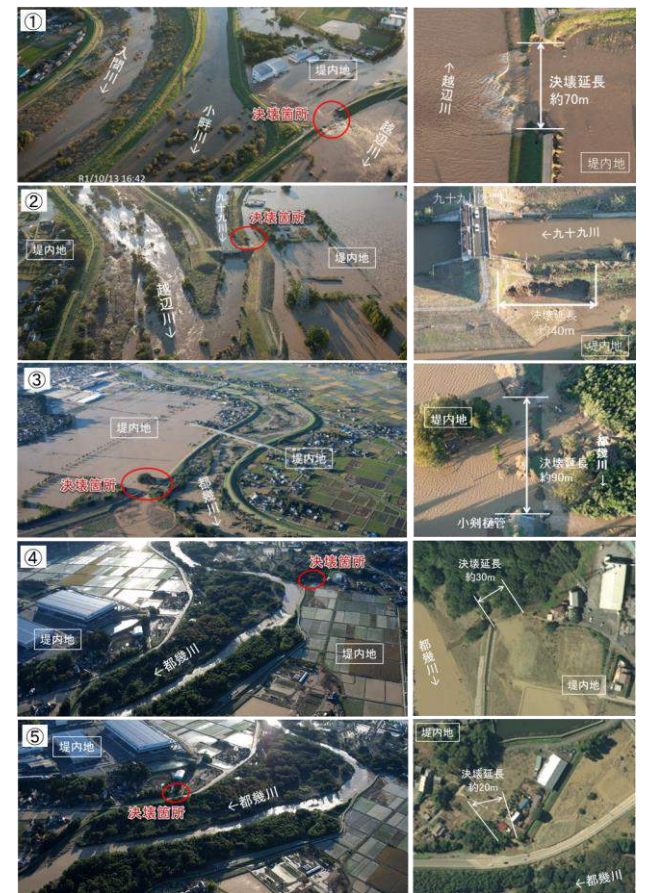 ①
入間川→
小畔川→
決壊箇所
堤内地
越辺川→
R1/10/13 16:42
←越辺川
決壊延長
約70m
堤内地
②
堤内地
越辺川→
九十九川→
決壊箇所
堤内地
九十九川
←九十九川
決壊延長
約40m
堤内地
③
堤内地
決壊箇所
都幾川→
堤内地
堤内地
決壊延長
約90m
都幾川→
小剣樋管
④
堤内地
←都幾川
決壊箇所
堤内地
決壊延長
約30m
都幾川→
堤内地
⑤
堤内地
決壊箇所
←都幾川
堤内地
決壊延長
約20m
←都幾川